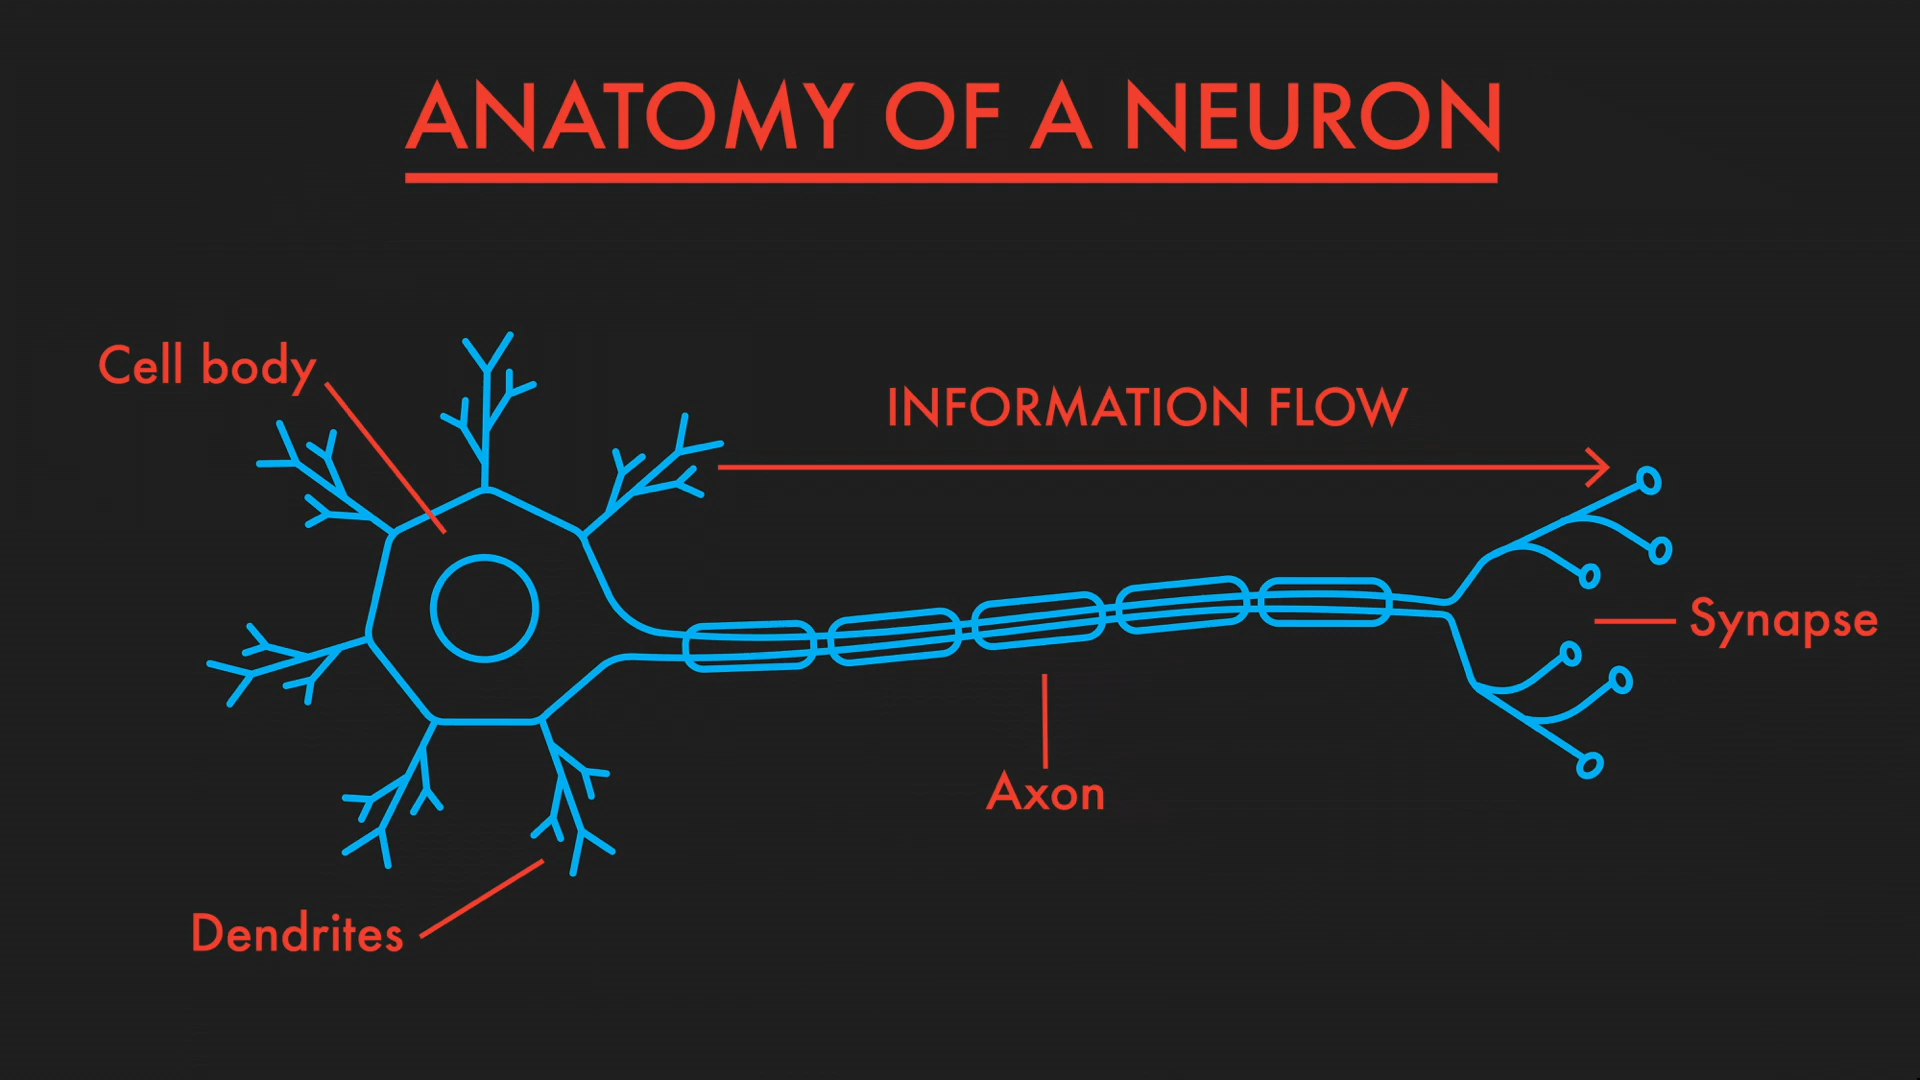 ANATOMY OF A NEURON
Cell body
INFORMATION FLOW
Synapse
Axon
Dendrites